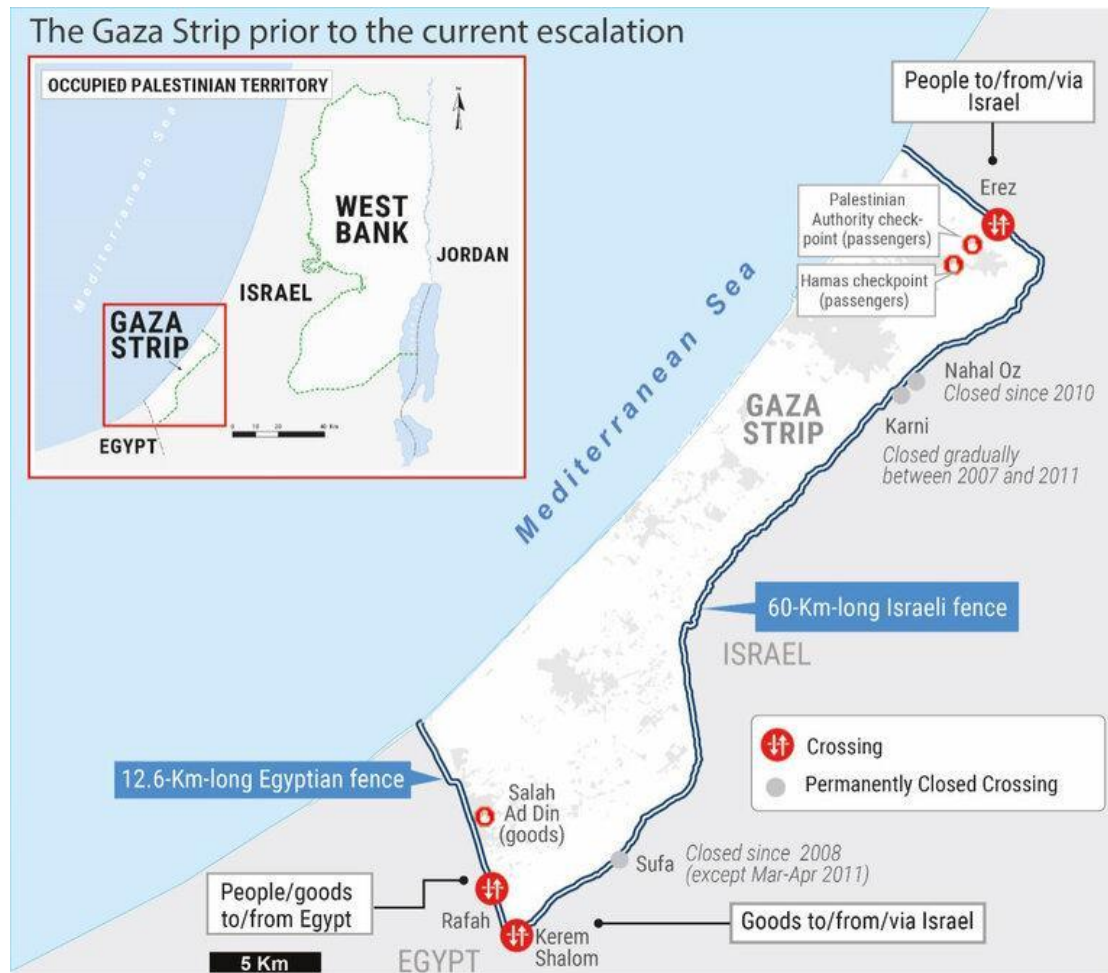 The Gaza Strip prior to the current escalation
OCCUPIED PALESTINIAN TERRITORY
Mediterranean Sea
WEST
BANK
JORDAN
ISRAEL
GAZA
STRIP
EGYPT
0 20 40 Km
People to/from/via
Israel
Erez
Palestinian
Authority check-
point (passengers)
Hamas checkpoint
(passengers)
Mediterranean Sea
Nahal Oz
Closed since 2010
GAZA
STRIP
Karni
Closed gradually
between 2007 and 2011
60-Km-long Israeli fence
ISRAEL
Crossing
Permanently Closed Crossing
12.6-Km-long Egyptian fence
Salah
Ad Din
(goods)
Sufa
Closed since 2008
(except Mar-Apr 2011)
People/goods
to/from Egypt
Rafah
Goods to/from/via Israel
Kerem
Shalom
EGYPT
5 Km